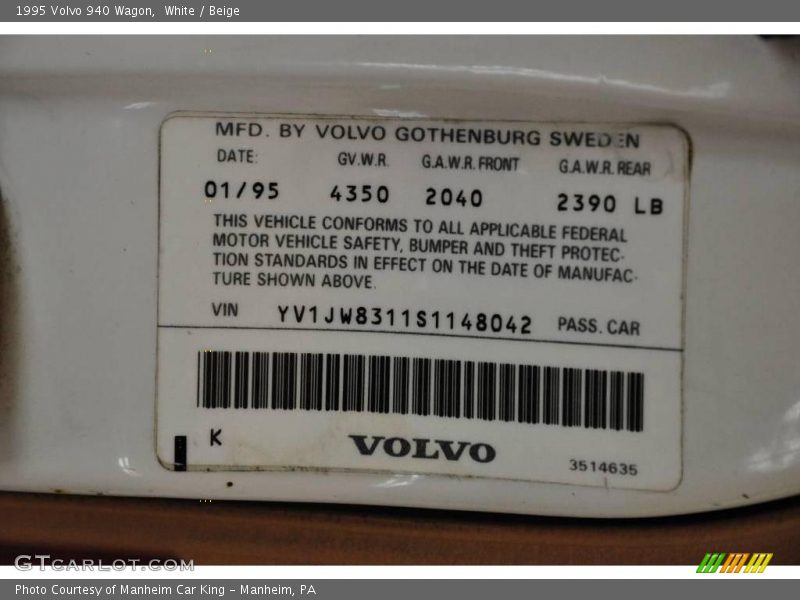 1995 Volvo 940 Wagon,  White / Beige
MFD. BY VOLVO GOTHENBURG SWEDEN
DATE: GV.W.R. G.A.W.R. FRONT G.A.W.R. REAR
01/95 4350 2040 2390 LB
THIS VEHICLE CONFORMS TO ALL APPLICABLE FEDERAL
MOTOR VEHICLE SAFETY, BUMPER AND THEFT PROTEC-
TION STANDARDS IN EFFECT ON THE DATE OF MANUFAC-
TURE SHOWN ABOVE.
VIN YV1JW8311S1148042 PASS. CAR
K
VOLVO
3514635
GTCARLOT.COM
Photo Courtesy of Manheim Car King - Manheim, PA